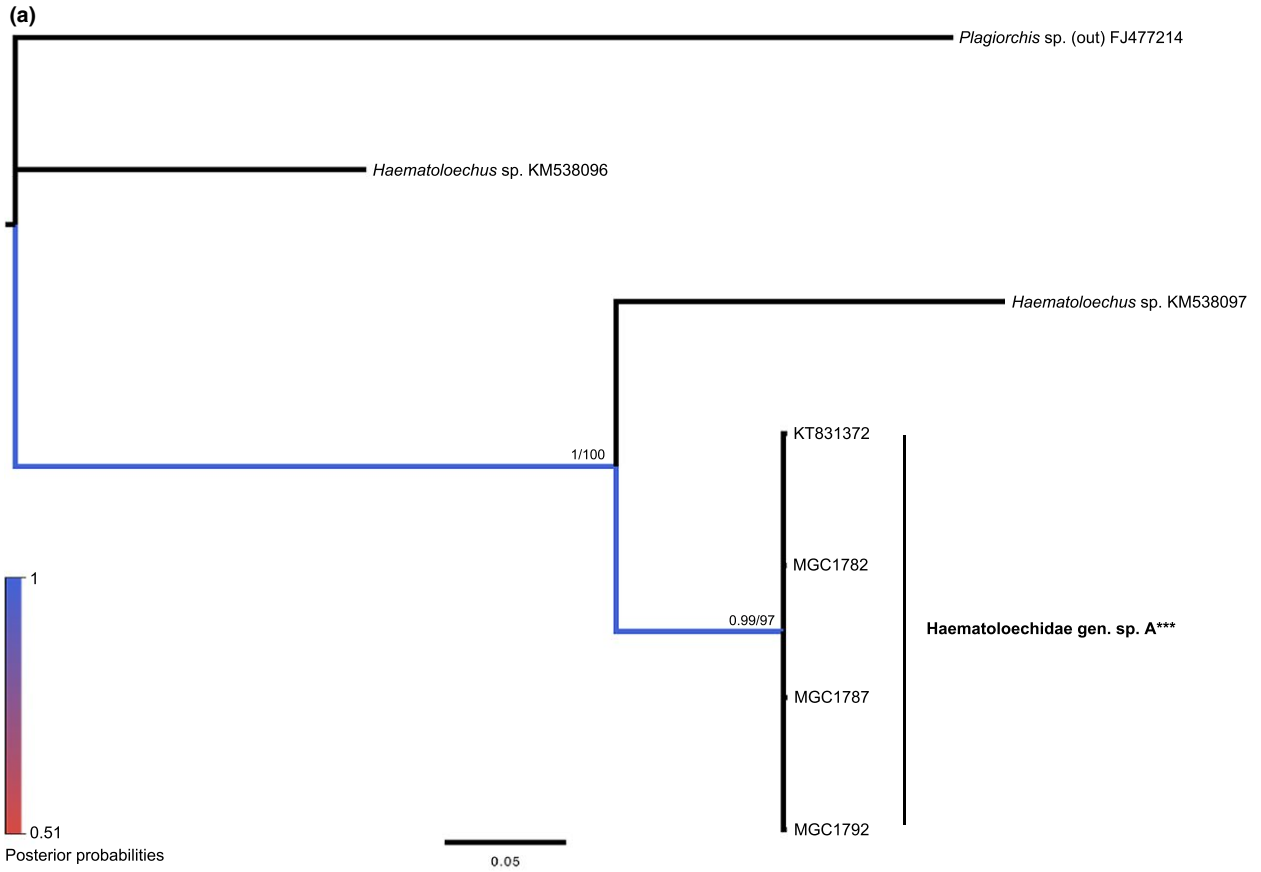 (a)
Plagiorchis sp. (out) FJ477214
Haematoloechus sp. KM538096
Haematoloechus sp. KM538097
KT831372
1/100
MGC1782
1
0.99/97
Haematoloechidae gen. sp. A***
MGC1787
MGC1792
0.51
Posterior probabilities
0.05